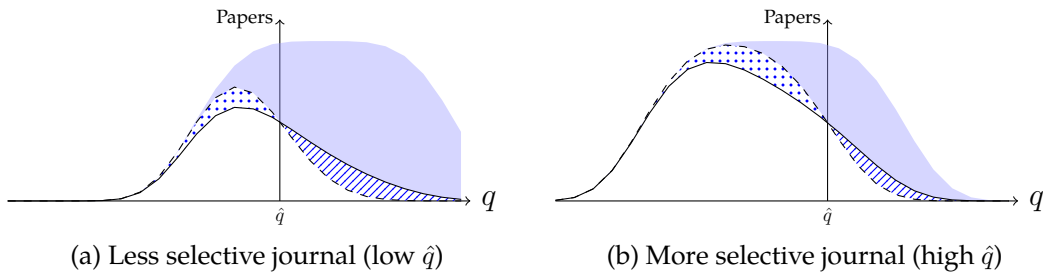 Papers
q
q̂
(a) Less selective journal (low q̂)
Papers
q
q̂
(b) More selective journal (high q̂)